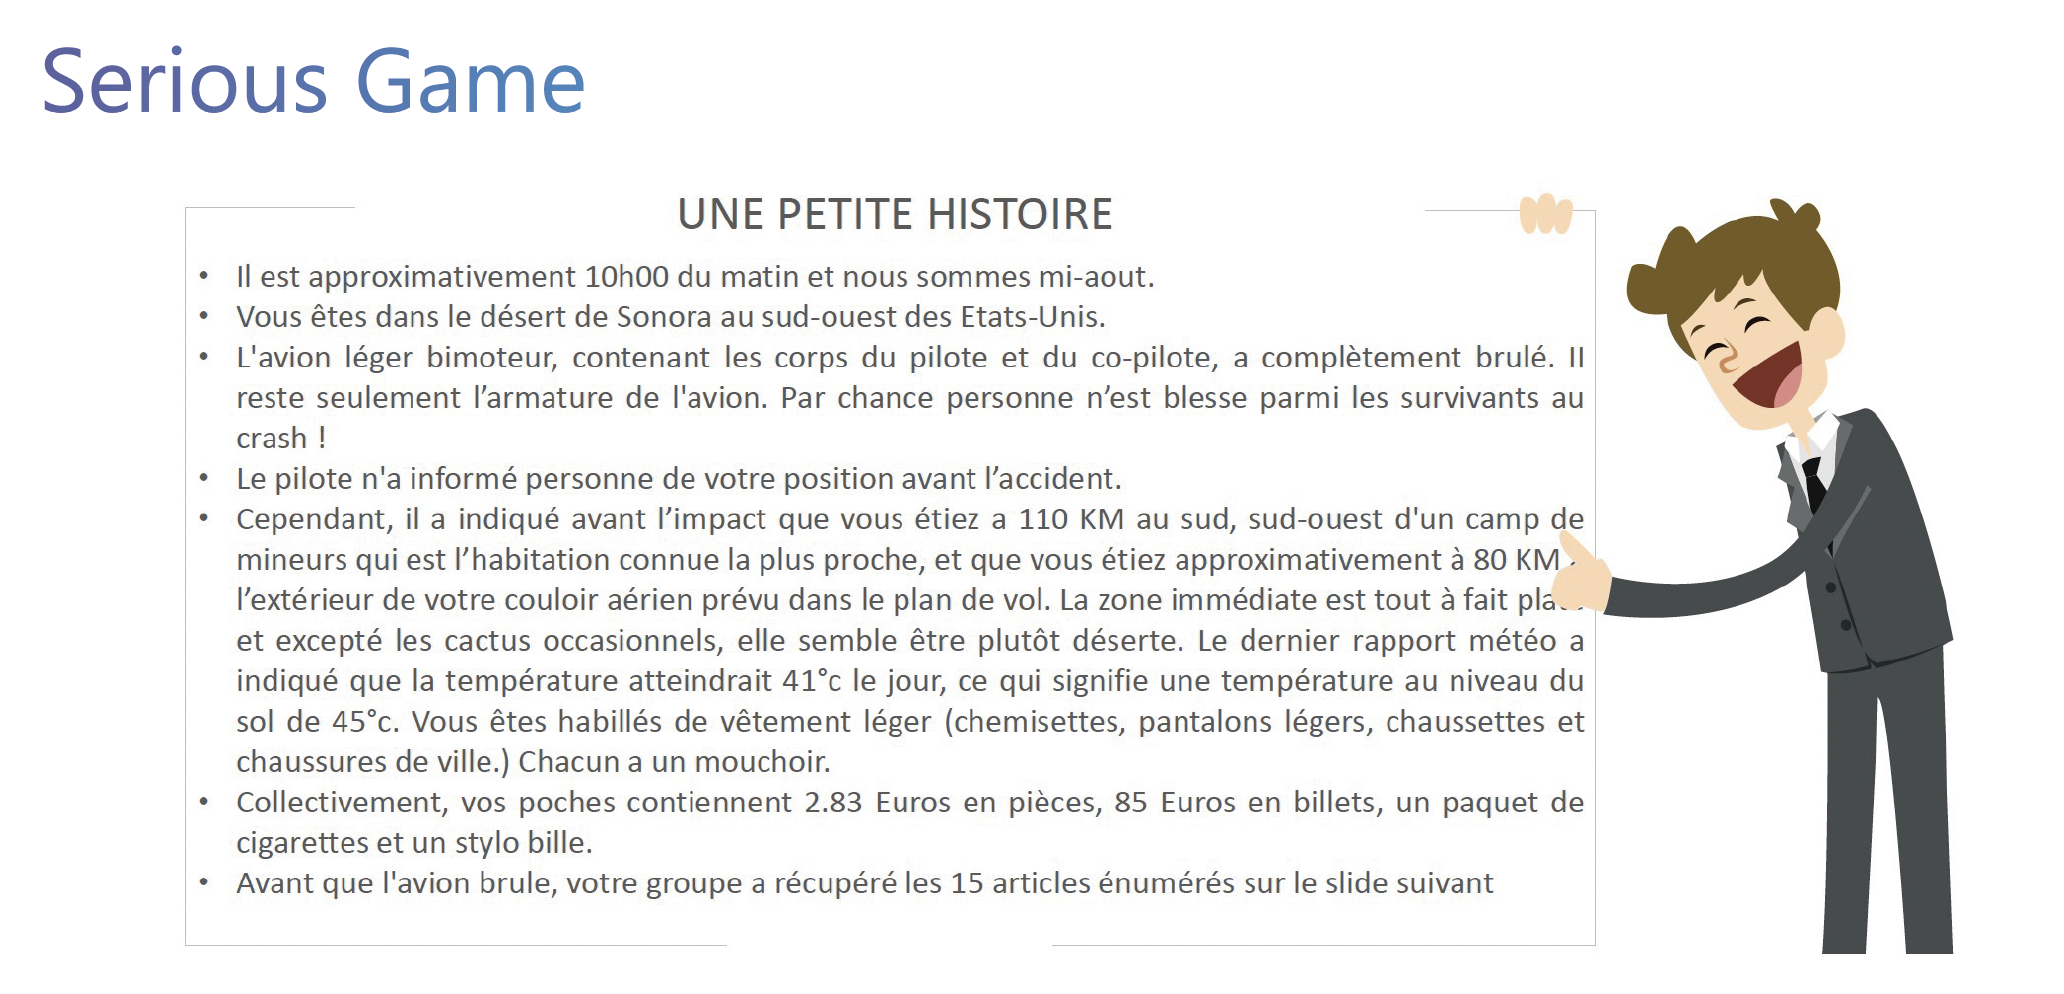 Serious Game
UNE PETITE HISTOIRE
• Il est approximativement 10h00 du matin et nous sommes mi-aout.
• Vous êtes dans le désert de Sonora au sud-ouest des Etats-Unis.
• L'avion léger bimoteur, contenant les corps du pilote et du co-pilote, a complètement brulé. Il
reste seulement l’armature de l'avion. Par chance personne n’est blesse parmi les survivants au
crash !
• Le pilote n'a informé personne de votre position avant l’accident.
• Cependant, il a indiqué avant l’impact que vous étiez a 110 KM au sud, sud-ouest d'un camp de
mineurs qui est l’habitation connue la plus proche, et que vous étiez approximativement à 80 KM
l’extérieur de votre couloir aérien prévu dans le plan de vol. La zone immédiate est tout à fait
et excepté les cactus occasionnels, elle semble être plutôt déserte. Le dernier rapport météo a
indiqué que la température atteindrait 41°c le jour, ce qui signifie une température au niveau du
sol de 45°c. Vous êtes habillés de vêtement léger (chemisettes, pantalons légers, chaussettes et
chaussures de ville.) Chacun a un mouchoir.
• Collectivement, vos poches contiennent 2.83 Euros en pièces, 85 Euros en billets, un paquet de
cigarettes et un stylo bille.
• Avant que l'avion brule, votre groupe a récupéré les 15 articles énumérés sur le slide suivant